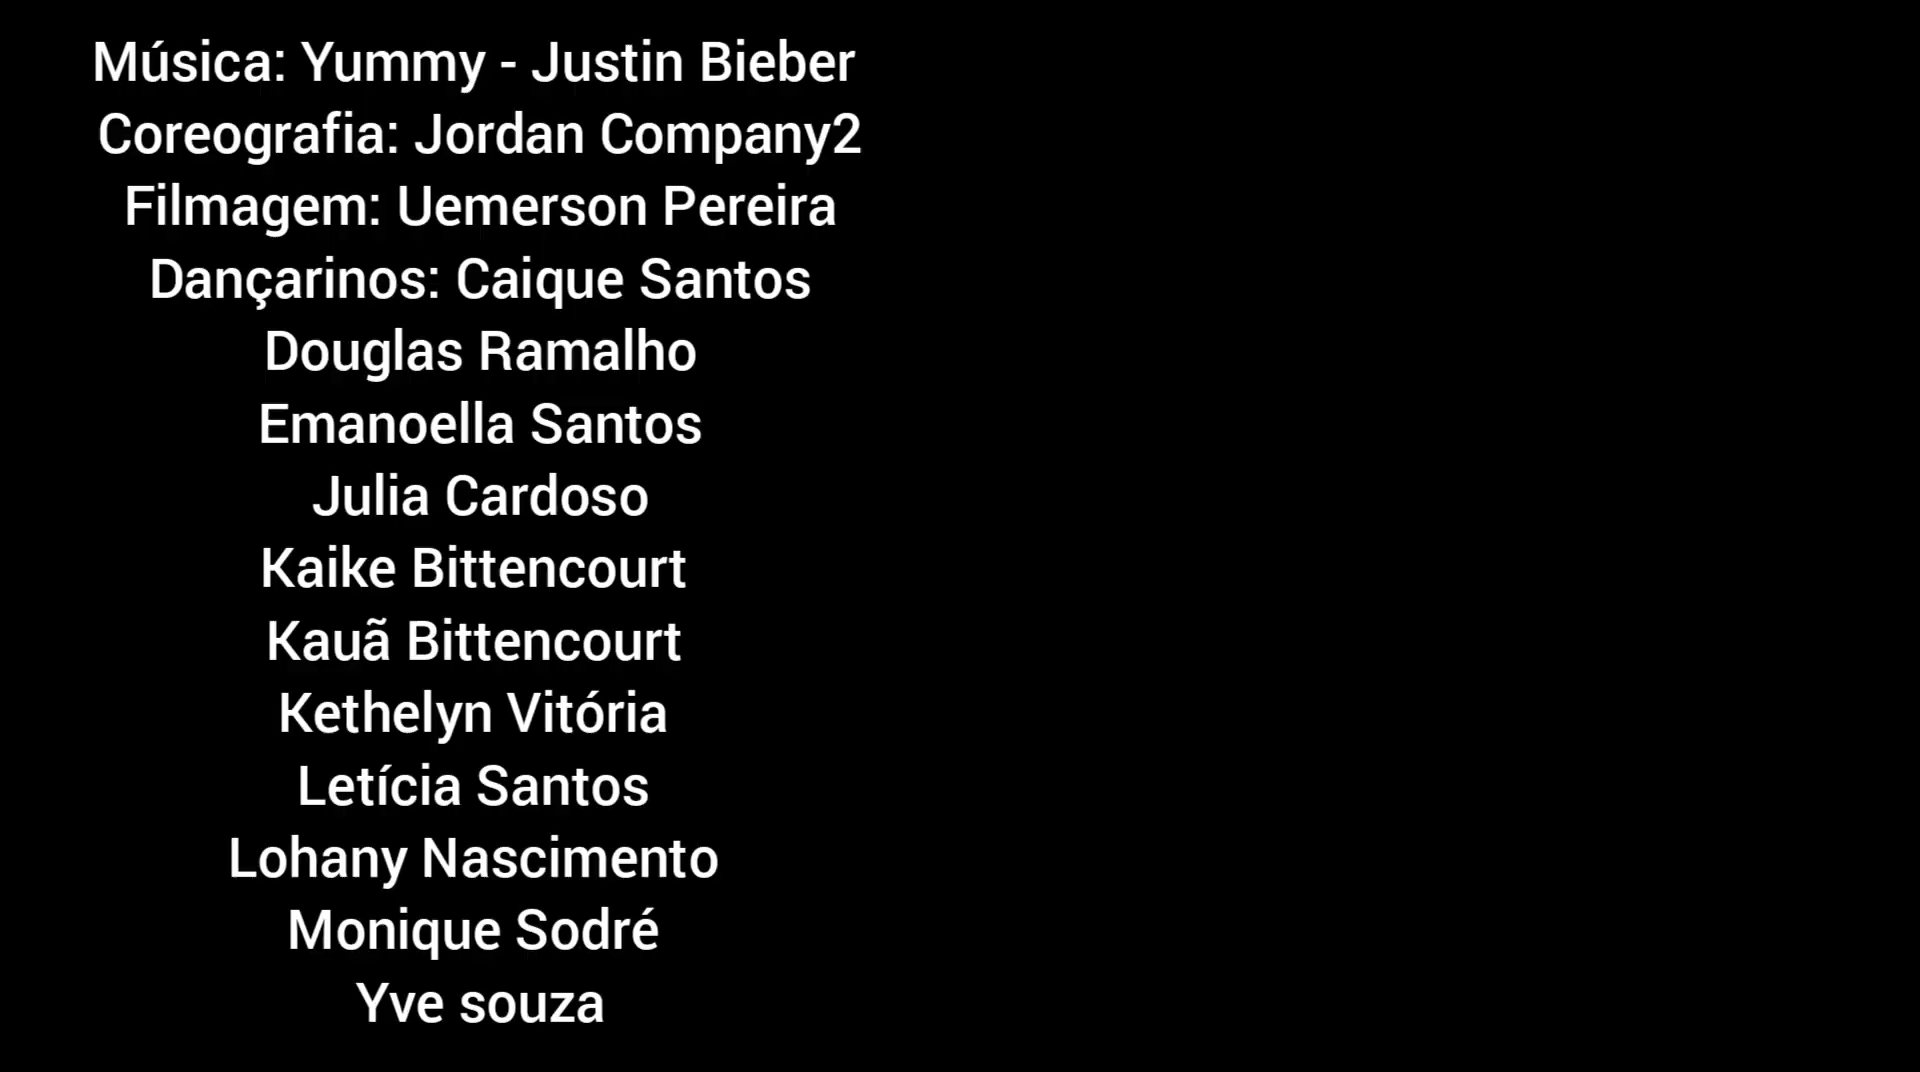 Música: Yummy - Justin Bieber
Coreografia: Jordan Company2
Filmagem: Uemerson Pereira
Dançarinos: Caique Santos
Douglas Ramalho
Emanoella Santos
Julia Cardoso
Kaike Bittencourt
Kauã Bittencourt
Kethelyn Vitória
Letícia Santos
Lohany Nascimento
Monique Sodré
Yve souza